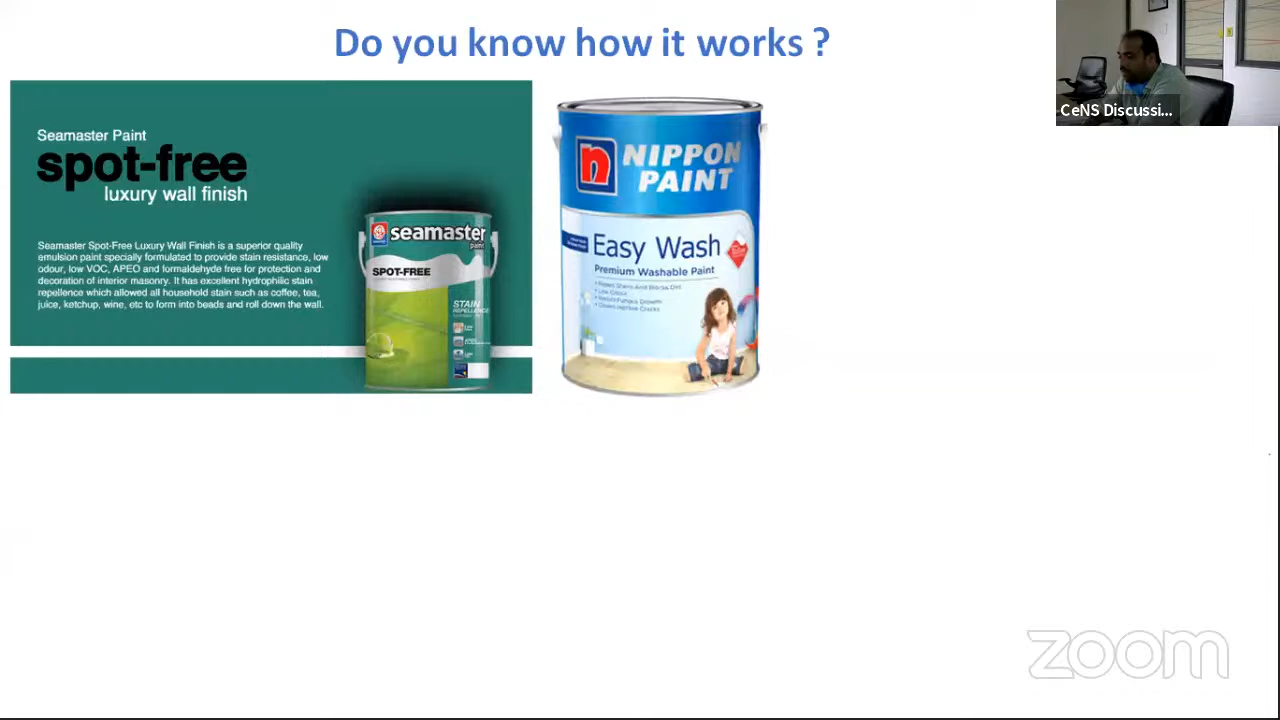 Do you know how it works ?
CeNS Discussi...
Seamaster Paint
spot-free
luxury wall finish
Seamaster Spot-Free Luxury Wall Finish is a superior quality
emulsion paint specially formulated to provide stain resistance, low
odour, low VOC, APEO and formaldehyde free for protection and
decoration of interior masonry. It has excellent hydrophilic stain
repellence which allowed all household stain such as coffee, tea,
juice, ketchup, wine, etc to form into beads and roll down the wall.
seamaster
paint
SPOT-FREE
STAIN
REPELLENCE
n
NIPPON
PAINT
Easy Wash
Premium Washable Paint
Low Odour
zoom